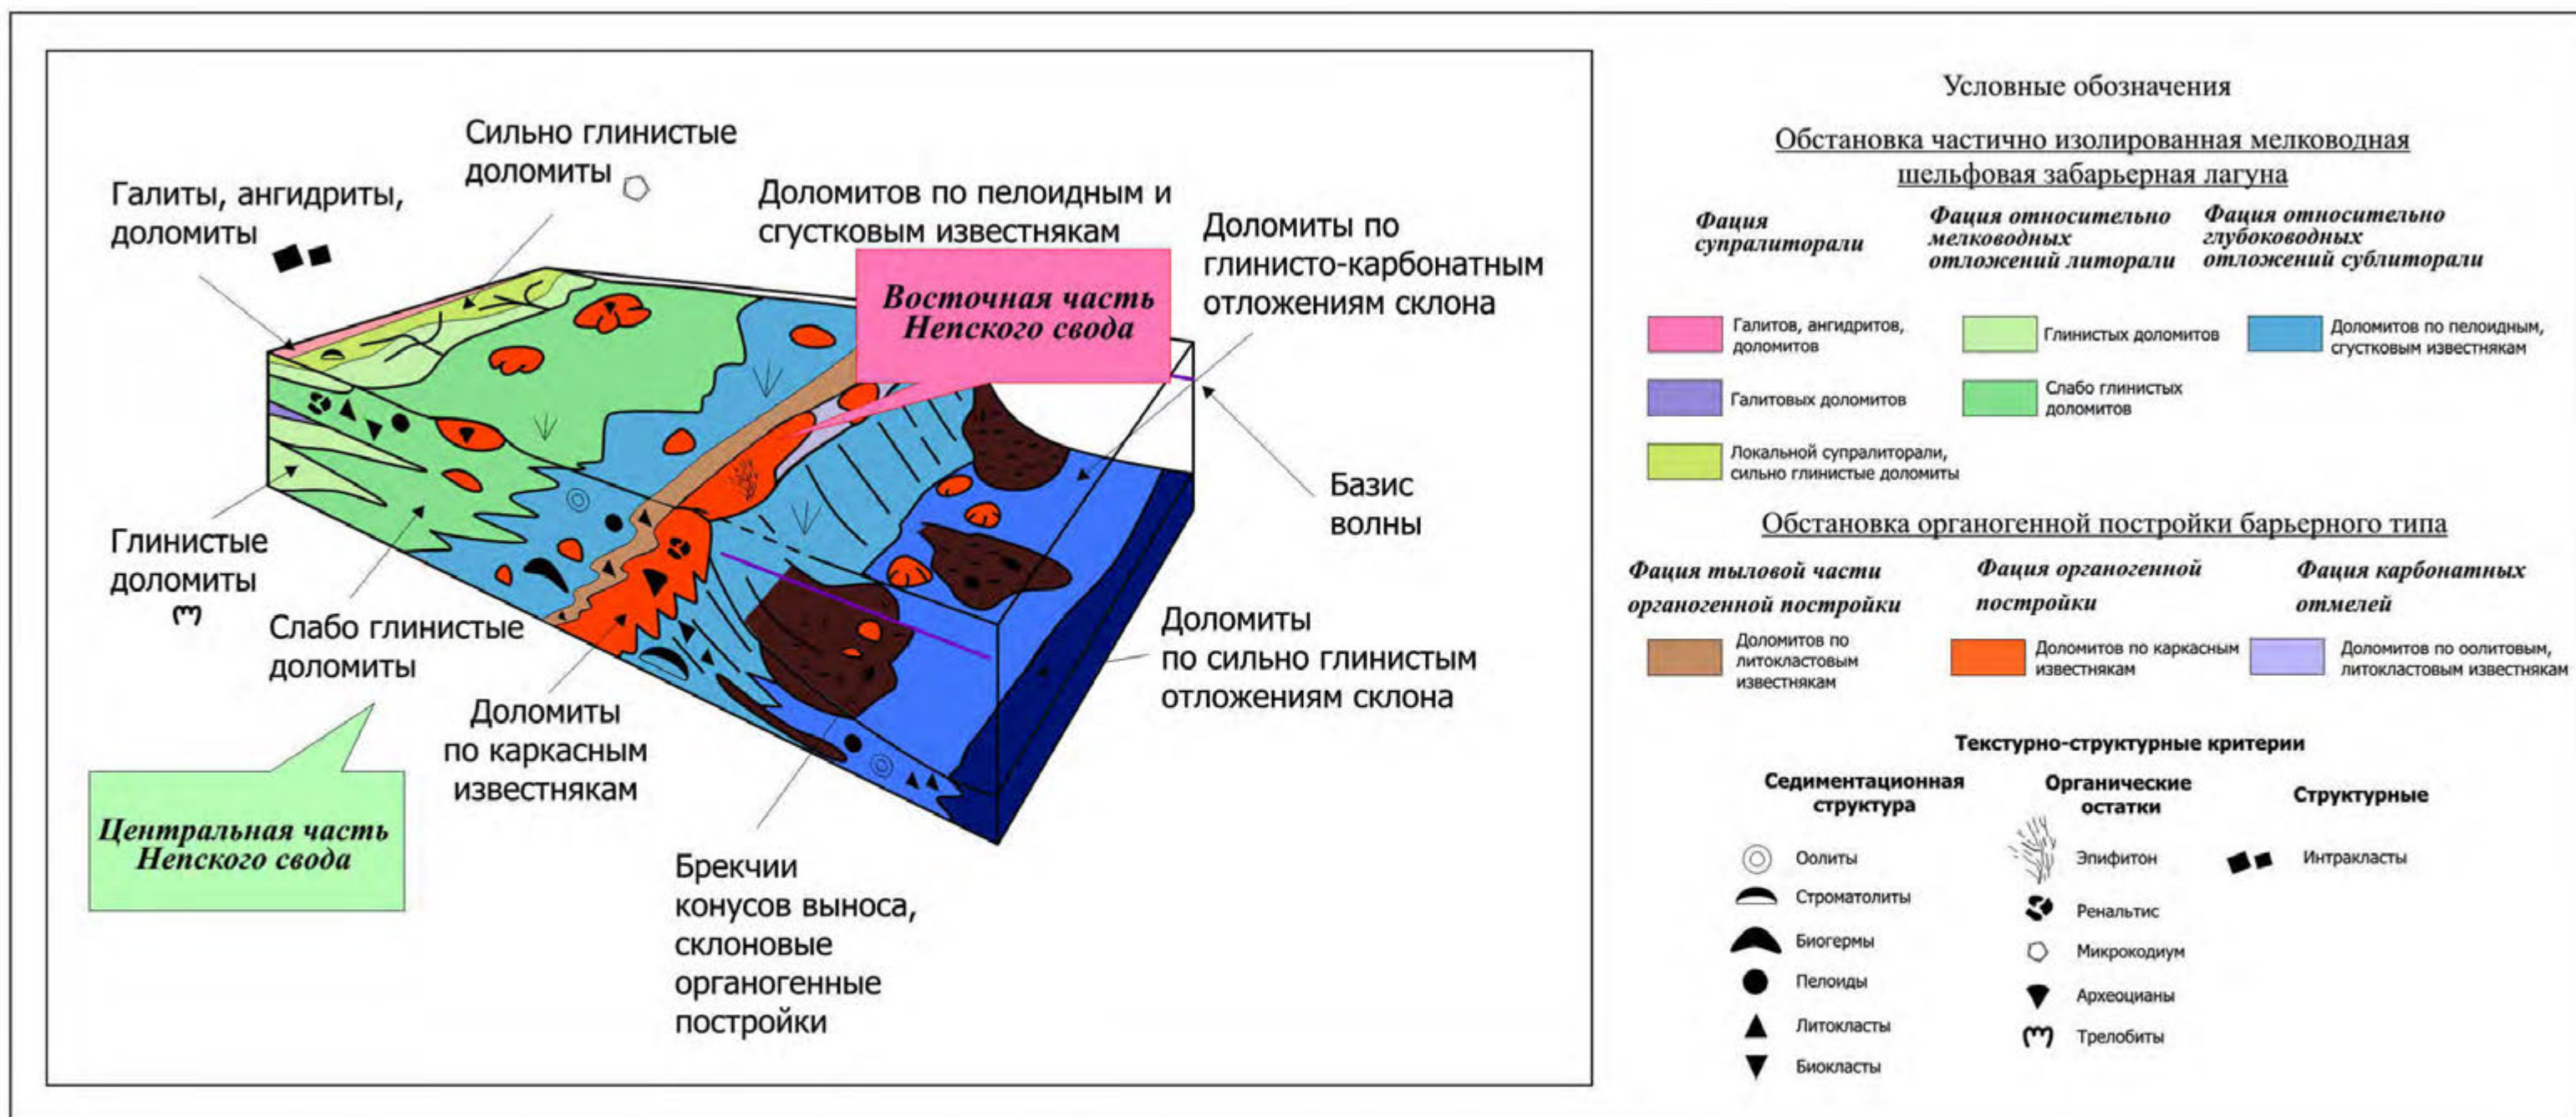 Сильно глинистые
доломиты
Галиты, ангидриты,
доломиты
Доломитов по пелоидным и
сгустковым известнякам
Доломиты по
глинисто-карбонатным
отложениям склона
Восточная часть
Непского свода
Базис
волны
Глинистые
доломиты
Слабо глинистые
доломиты
Доломиты
по сильно глинистым
отложениям склона
Доломиты
по каркасным
известнякам
Центральная часть
Непского свода
Брекчии
конусов выноса,
склоновые
органогенные
постройки
Условные обозначения
Обстановка частично изолированная мелководная
шельфовая забарьерная лагуна
Фация
супралиторали
Фация относительно
мелководных
отложений литорали
Фация относительно
глубоководных
отложений сублиторали
Галитов, ангидритов,
доломитов
Глинистых доломитов
Доломитов по пелоидным,
сгустковым известнякам
Галитовых доломитов
Слабо глинистых
доломитов
Локальной супралиторали,
сильно глинистые доломиты
Обстановка органогенной постройки барьерного типа
Фация тыловой части
органогенной постройки
Фация органогенной
постройки
Фация карбонатных
отмелей
Доломитов по
литокластовым
известнякам
Доломитов по каркасным
известнякам
Доломитов по оолитовым,
литокластовым известнякам
Текстурно-структурные критерии
Седиментационная
структура
Органические
остатки
Структурные
Оолиты
Эпифитон
Интракласты
Строматолиты
Ренальтис
Биогермы
Микрокодиум
Пелоиды
Археоцианы
Литокласты
Трелобиты
Биокласты